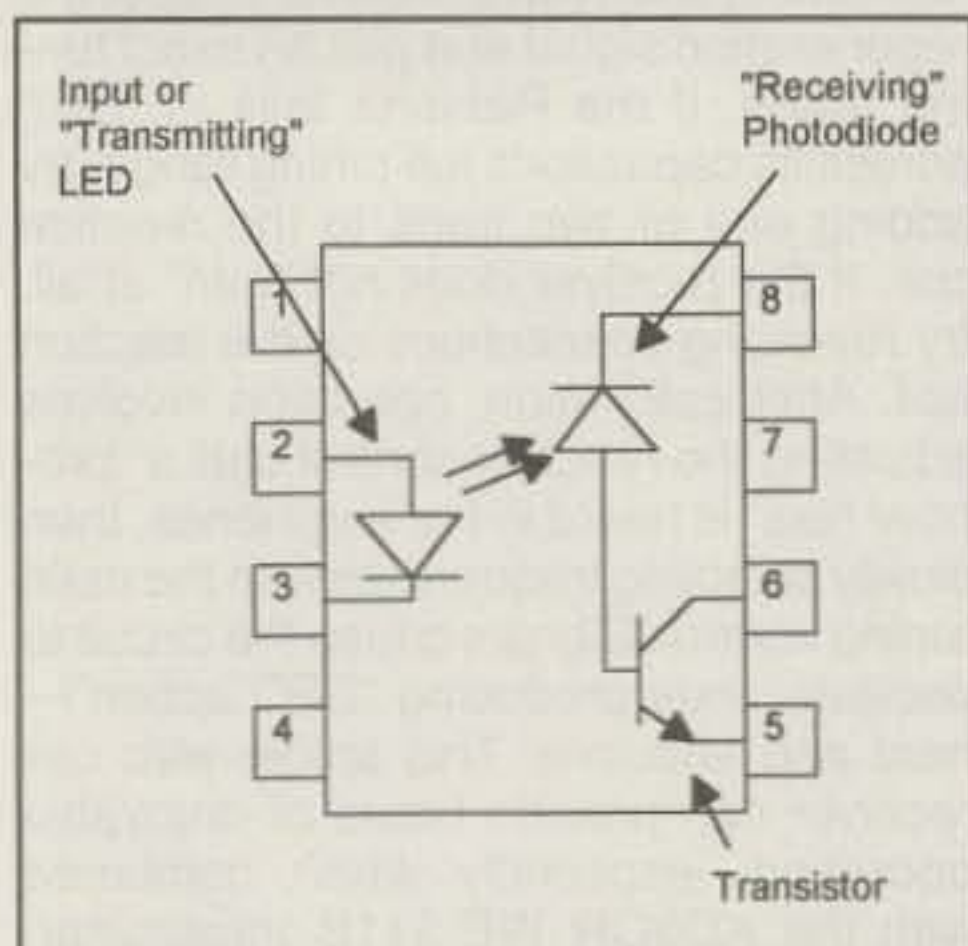 Input or
"Transmitting"
LED
"Receiving"
Photodiode
1
8
2
7
3
6
4
5
Transistor